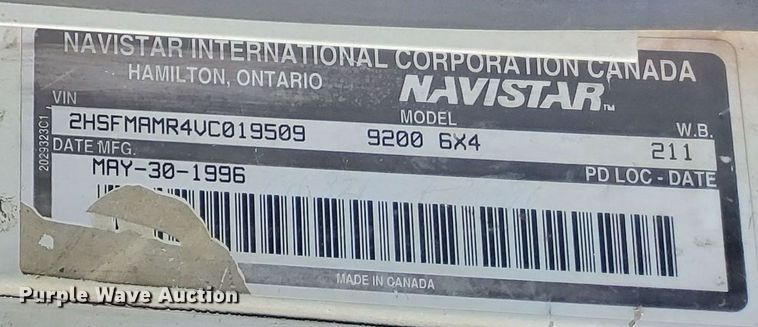 NAVISTAR INTERNATIONAL CORPORATION CANADA
HAMILTON, ONTARIO NAVISTAR™
VIN MODEL W.B.
2HSFMAMR4VC019509 9200 6X4 211
DATE MFG. PD LOC - DATE
MAY-30-1996
2029323C1
MADE IN CANADA
Purple Wave Auction